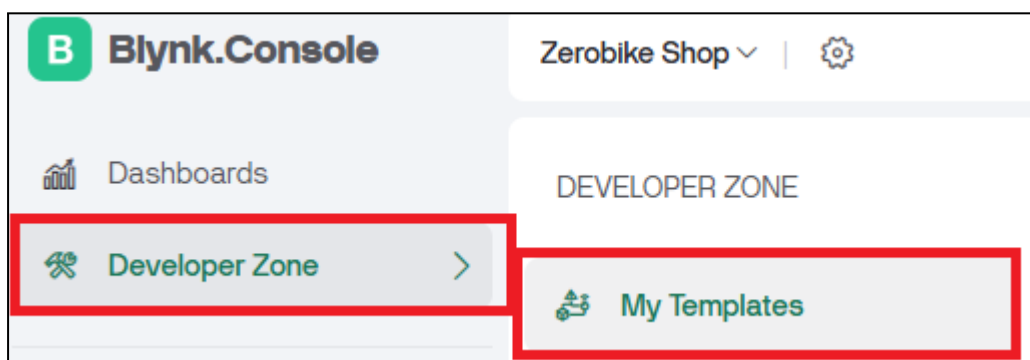 B Blynk.Console
Zerobike Shop
Dashboards
Developer Zone
DEVELOPER ZONE
My Templates